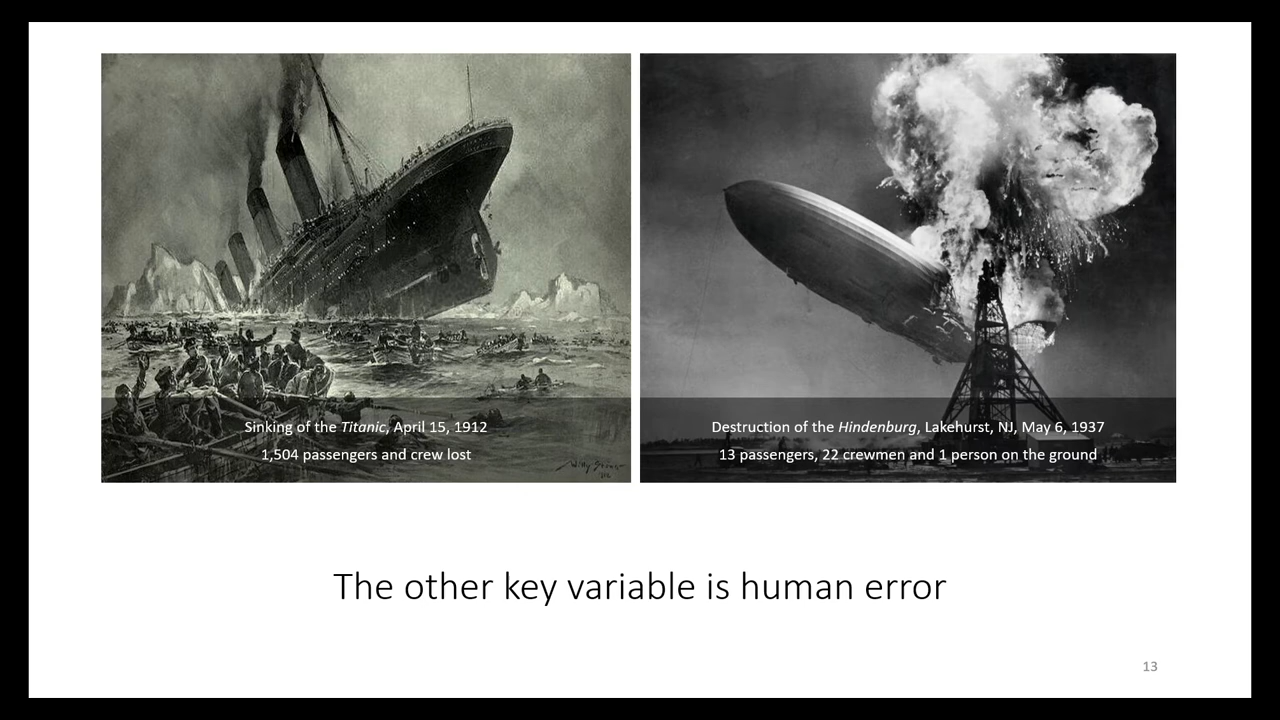 Sinking of the Titanic, April 15, 1912
1,504 passengers and crew lost
Destruction of the Hindenburg, Lakehurst, NJ, May 6, 1937
13 passengers, 22 crewmen and 1 person on the ground
The other key variable is human error
13